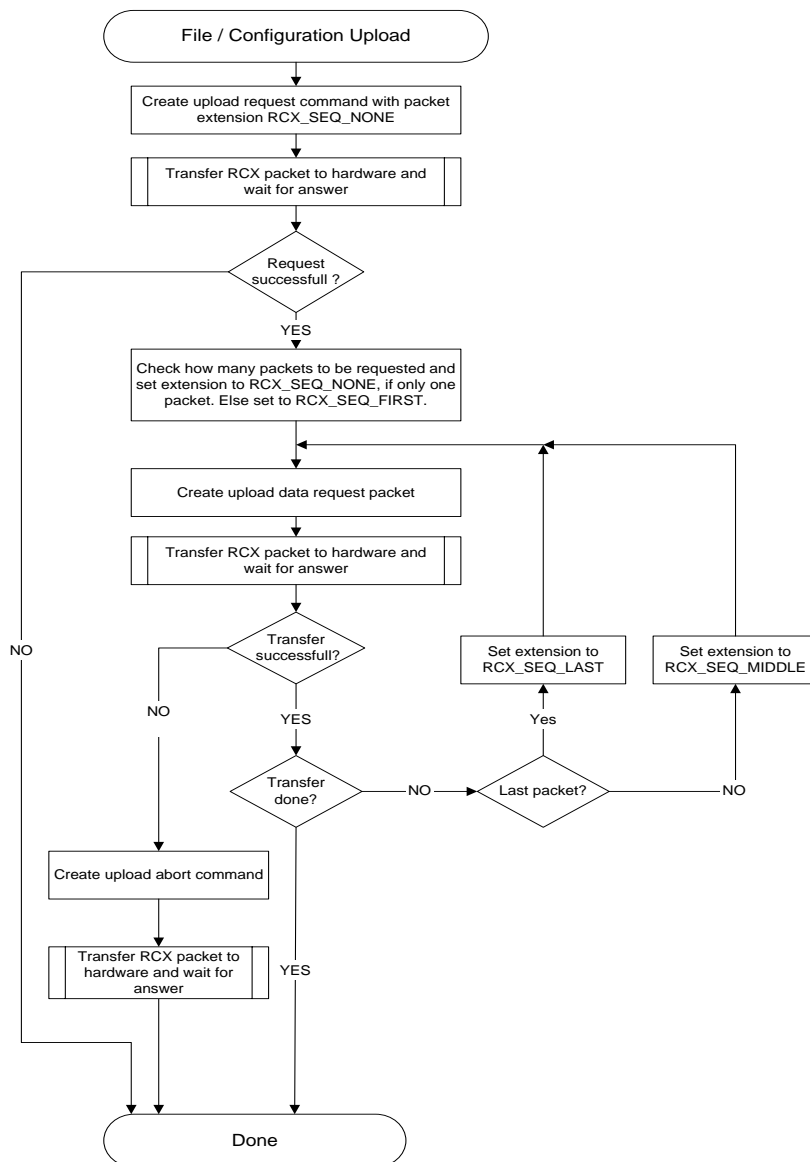 File / Configuration Upload
Create upload request command with packet
extension RCX_SEQ_NONE
Transfer RCX packet to hardware and
wait for answer
Request
successfull ?
YES
Check how many packets to be requested and
set extension to RCX_SEQ_NONE, if only one
packet. Else set to RCX_SEQ_FIRST.
Create upload data request packet
Transfer RCX packet to hardware and
wait for answer
Transfer
successfull?
NO
Set extension to
RCX_SEQ_LAST
Set extension to
RCX_SEQ_MIDDLE
NO
YES
Yes
Transfer
done?
NO
Last packet?
NO
Create upload abort command
Transfer RCX packet to
hardware and wait for
answer
YES
Done